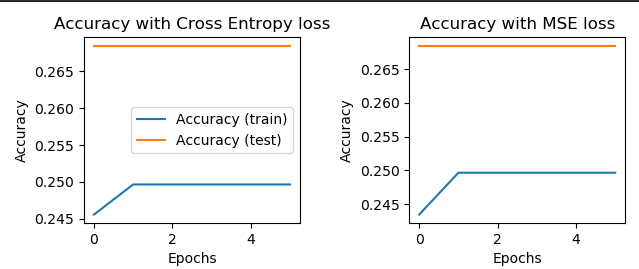 Accuracy with Cross Entropy loss
Accuracy
0.265
0.260
0.255
0.250
0.245
Accuracy (train)
Accuracy (test)
0 2 4
Epochs
Accuracy with MSE loss
Accuracy
0.265
0.260
0.255
0.250
0.245
0 2 4
Epochs